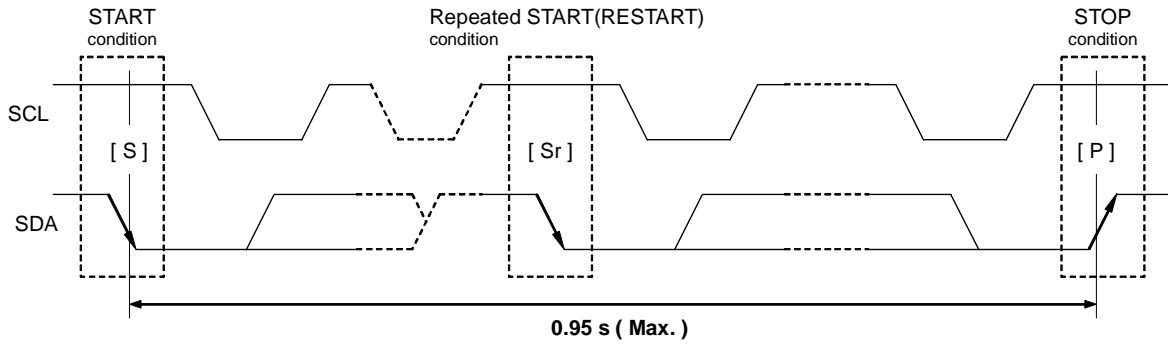 START
condition
Repeated START(RESTART)
condition
STOP
condition
SCL
[ S ]
[ Sr ]
[ P ]
SDA
0.95 s ( Max. )